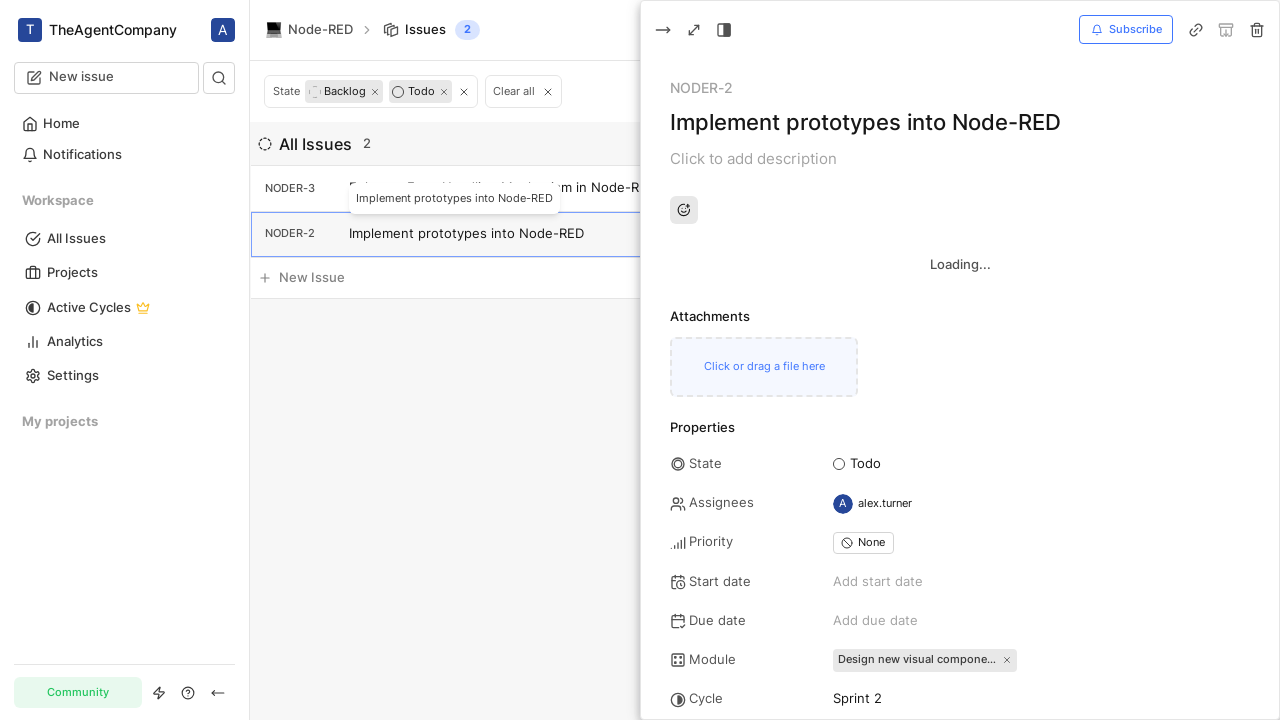 T TheAgentCompany A
New issue
Home
Notifications
Workspace
All Issues
Projects
Active Cycles
Analytics
Settings
My projects
Community
Node-RED Issues 2
State Backlog Todo Clear all
All Issues 2
NODER-3 in Node-R
Implement prototypes into Node-RED
NODER-2 Implement prototypes into Node-RED
New Issue
Subscribe
NODER-2
Implement prototypes into Node-RED
Click to add description
Loading...
Attachments
Click or drag a file here
Properties
State Todo
Assignees A alex.turner
Priority None
Start date Add start date
Due date Add due date
Module Design new visual compone...
Cycle Sprint 2